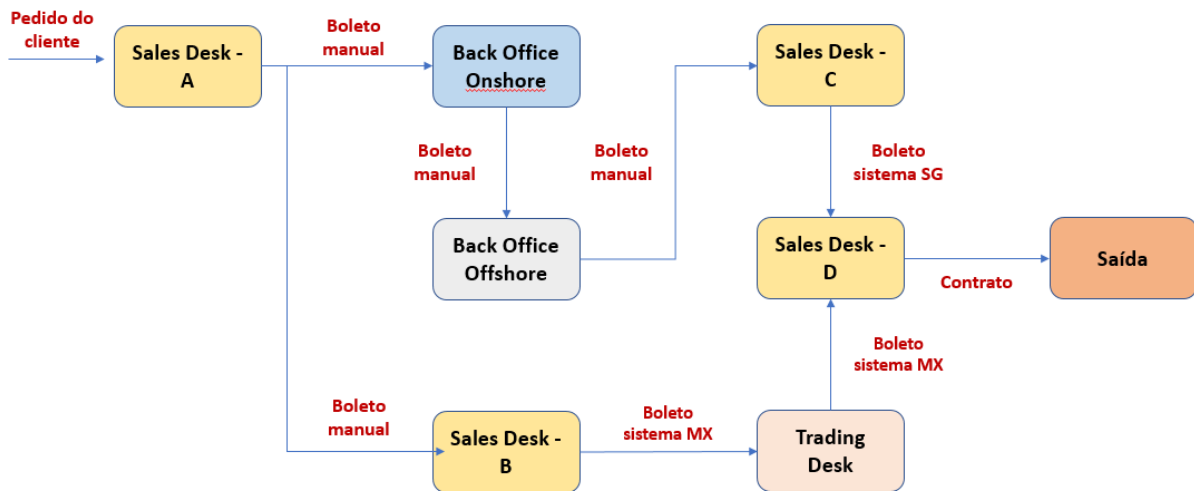 Pedido do
cliente
Sales Desk -
A
Boleto
manual
Back Office
Onshore
Sales Desk -
C
Boleto
manual
Boleto
manual
Boleto
sistema SG
Back Office
Offshore
Sales Desk -
D
Contrato
Saída
Boleto
sistema MX
Boleto
manual
Sales Desk -
B
Boleto
sistema MX
Trading
Desk